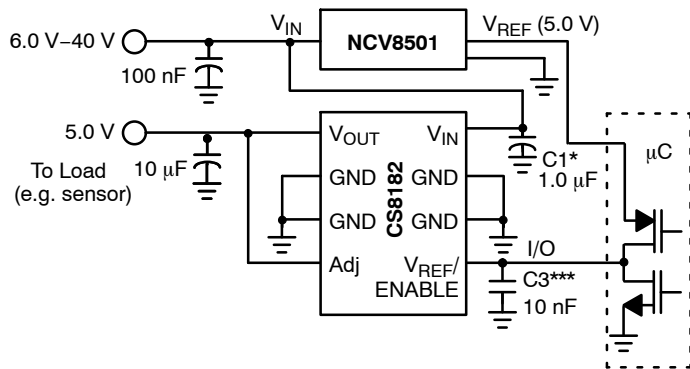 6.0 V–40 V
V_IN
NCV8501
V_REF (5.0 V)
100 nF
5.0 V
To Load
(e.g. sensor)
10 μF
V_OUT
V_IN
GND
GND
GND
GND
CS8182
Adj
V_REF/
ENABLE
C1*
1.0 μF
μC
I/O
C3***
10 nF